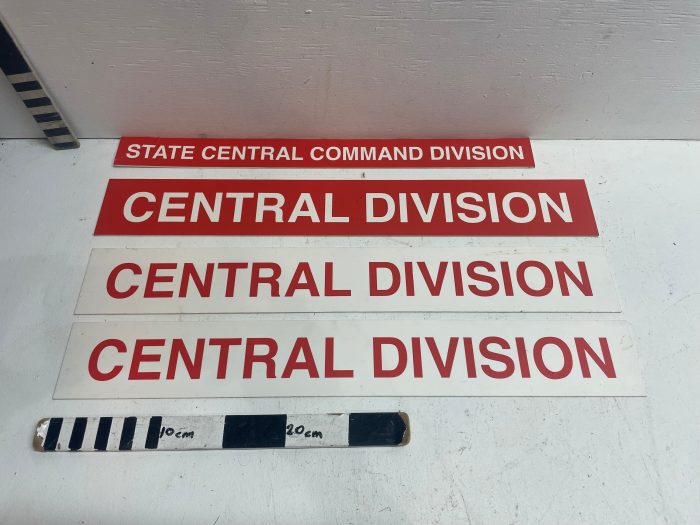 STATE CENTRAL COMMAND DIVISION
CENTRAL DIVISION
CENTRAL DIVISION
CENTRAL DIVISION
10cm 20cm